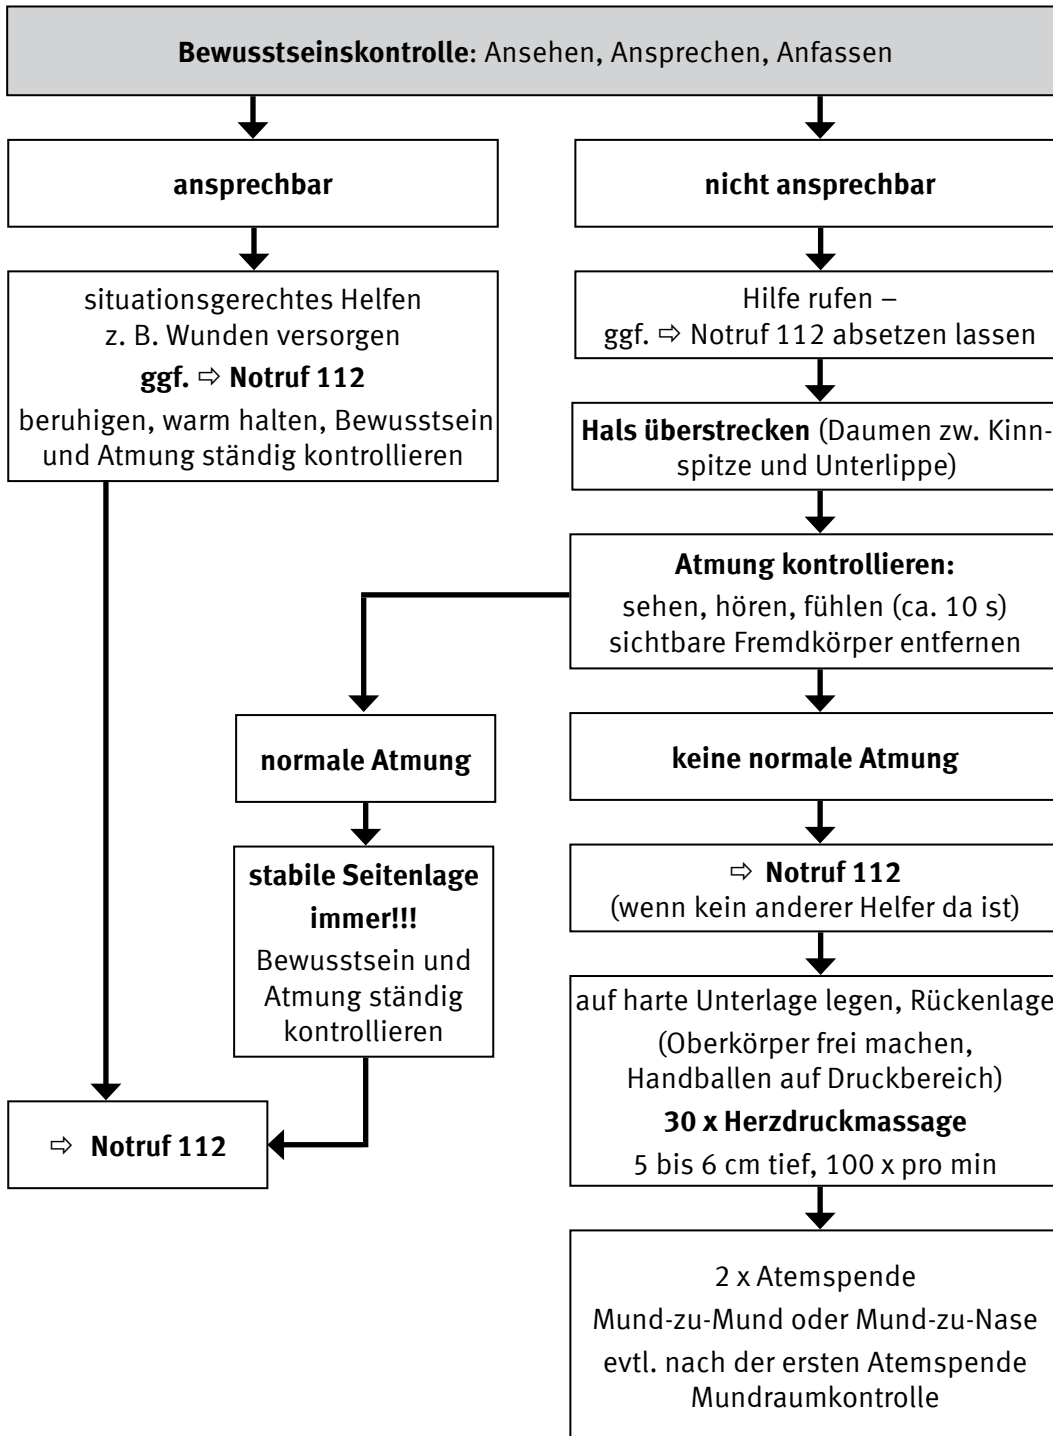 Bewusstseinskontrolle: Ansehen, Ansprechen, Anfassen
ansprechbar
nicht ansprechbar
situationsgerechtes Helfen
z. B. Wunden versorgen
ggf. ⇨ Notruf 112
beruhigen, warm halten, Bewusstsein
und Atmung ständig kontrollieren
Hilfe rufen –
ggf. ⇨ Notruf 112 absetzen lassen
Hals überstrecken (Daumen zw. Kinn-
spitze und Unterlippe)
Atmung kontrollieren:
sehen, hören, fühlen (ca. 10 s)
sichtbare Fremdkörper entfernen
normale Atmung
keine normale Atmung
stabile Seitenlage
immer!!!
Bewusstsein und
Atmung ständig
kontrollieren
⇨ Notruf 112
(wenn kein anderer Helfer da ist)
auf harte Unterlage legen, Rückenlage
(Oberkörper frei machen,
Handballen auf Druckbereich)
30 x Herzdruckmassage
5 bis 6 cm tief, 100 x pro min
⇨ Notruf 112
2 x Atemspende
Mund-zu-Mund oder Mund-zu-Nase
evtl. nach der ersten Atemspende
Mundraumkontrolle